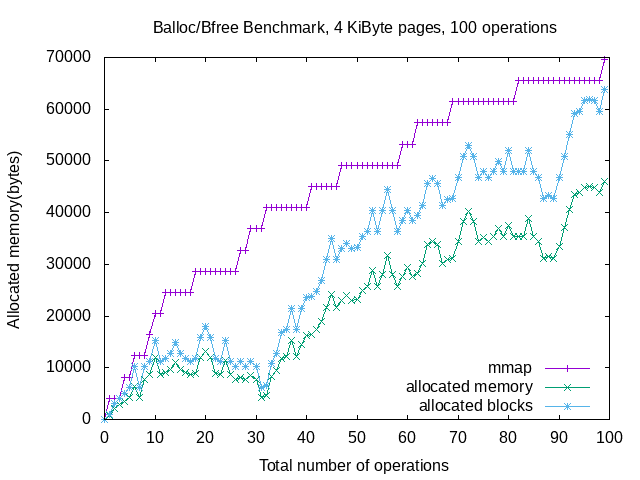 Balloc/Bfree Benchmark, 4 KiByte pages, 100 operations
70000
60000
50000
40000
30000
20000
10000
0
Allocated memory(bytes)
mmap
allocated memory
allocated blocks
0 10 20 30 40 50 60 70 80 90 100
Total number of operations